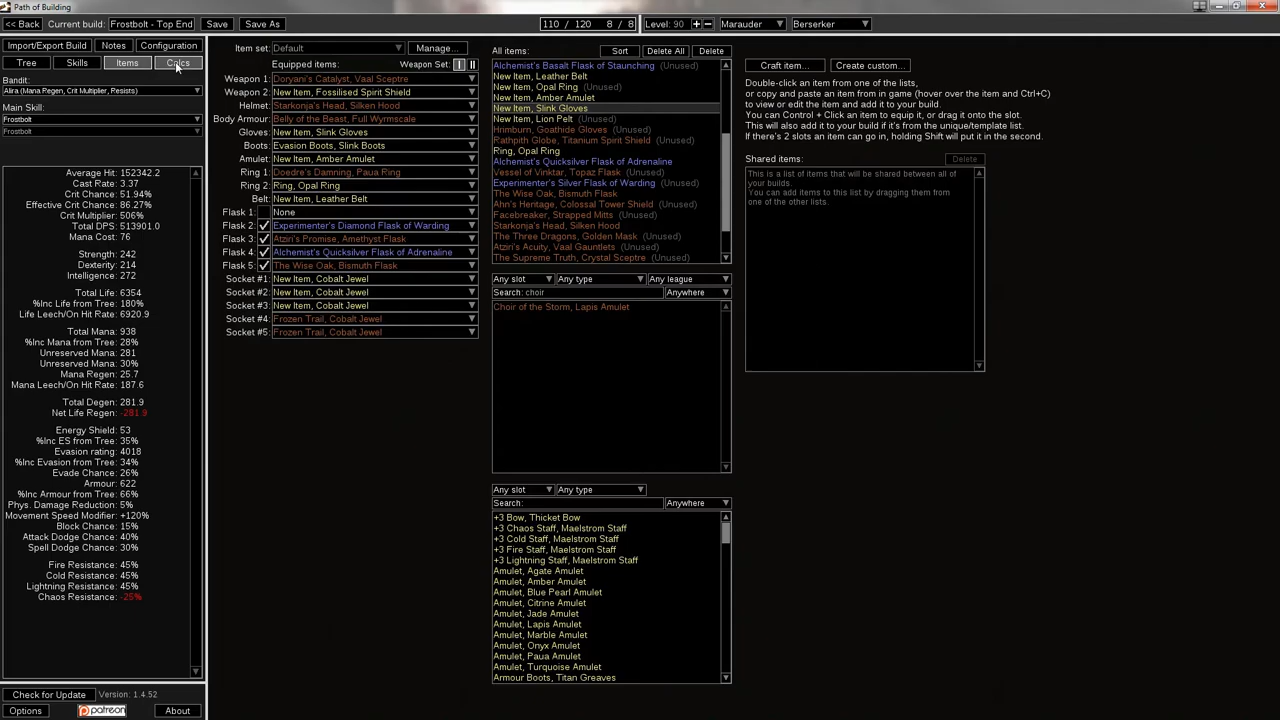 Path of Building
<< Back
Current build:
Frostbolt - Top End
Save
Save As
110 / 120
8 / 8
Level: 90
Marauder
Berserker
Import/Export Build
Notes
Configuration
Tree
Skills
Items
Calcs
Bandit:
Alira (Mana Regen, Crit Multiplier, Resists)
Main Skill:
Frostbolt
Frostbolt
Average Hit: 152342.2
Cast Rate: 3.37
Crit Chance: 51.94%
Effective Crit Chance: 86.27%
Crit Multiplier: 506%
Total DPS: 513901.0
Mana Cost: 76
Strength: 242
Dexterity: 214
Intelligence: 272
Total Life: 6354
%Inc Life from Tree: 180%
Life Leech/On Hit Rate: 6920.9
Total Mana: 938
%Inc Mana from Tree: 28%
Unreserved Mana: 281
Unreserved Mana: 30%
Mana Regen: 25.7
Mana Leech/On Hit Rate: 187.6
Total Degen: 281.9
Net Life Regen: -281.9
Energy Shield: 53
%Inc ES from Tree: 35%
Evasion rating: 4018
%Inc Evasion from Tree: 34%
Evade Chance: 26%
Armour: 622
%Inc Armour from Tree: 66%
Phys. Damage Reduction: 5%
Movement Speed Modifier: +120%
Block Chance: 15%
Attack Dodge Chance: 40%
Spell Dodge Chance: 30%
Fire Resistance: 45%
Cold Resistance: 45%
Lightning Resistance: 45%
Chaos Resistance: -25%
Check for Update
Version: 1.4.52
Options
patreon
About
Item set:
Default
Manage...
Equipped items:
Weapon Set:
I
II
Weapon 1: Doryani's Catalyst, Vaal Sceptre
Weapon 2: New Item, Fossilised Spirit Shield
Helmet: Starkonja's Head, Silken Hood
Body Armour: Belly of the Beast, Full Wyrmscale
Gloves: New Item, Slink Gloves
Boots: Evasion Boots, Slink Boots
Amulet: New Item, Amber Amulet
Ring 1: Doedre's Damning, Paua Ring
Ring 2: Ring, Opal Ring
Belt: New Item, Leather Belt
Flask 1: None
Flask 2: Experimenter's Diamond Flask of Warding
Flask 3: Atziri's Promise, Amethyst Flask
Flask 4: Alchemist's Quicksilver Flask of Adrenaline
Flask 5: The Wise Oak, Bismuth Flask
Socket #1: New Item, Cobalt Jewel
Socket #2: New Item, Cobalt Jewel
Socket #3: New Item, Cobalt Jewel
Socket #4: Frozen Trail, Cobalt Jewel
Socket #5: Frozen Trail, Cobalt Jewel
All items:
Sort
Delete All
Delete
Alchemist's Basalt Flask of Staunching (Unused)
New Item, Leather Belt
New Item, Opal Ring (Unused)
New Item, Amber Amulet
New Item, Slink Gloves
New Item, Lion Pelt (Unused)
Hrimburn, Goathide Gloves (Unused)
Rathpith Globe, Titanium Spirit Shield (Unused)
Ring, Opal Ring
Alchemist's Quicksilver Flask of Adrenaline
Vessel of Vinktar, Topaz Flask (Unused)
Experimenter's Silver Flask of Warding (Unused)
The Wise Oak, Bismuth Flask
Ahn's Heritage, Colossal Tower Shield (Unused)
Facebreaker, Strapped Mitts (Unused)
Starkonja's Head, Silken Hood
The Three Dragons, Golden Mask (Unused)
Atziri's Acuity, Vaal Gauntlets (Unused)
The Supreme Truth, Crystal Sceptre (Unused)
Any slot
Any type
Any league
Search: choir
Anywhere
Choir of the Storm, Lapis Amulet
Any slot
Any type
Search:
Anywhere
+3 Bow, Thicket Bow
+3 Chaos Staff, Maelstrom Staff
+3 Cold Staff, Maelstrom Staff
+3 Fire Staff, Maelstrom Staff
+3 Lightning Staff, Maelstrom Staff
Amulet, Agate Amulet
Amulet, Amber Amulet
Amulet, Blue Pearl Amulet
Amulet, Citrine Amulet
Amulet, Jade Amulet
Amulet, Lapis Amulet
Amulet, Marble Amulet
Amulet, Onyx Amulet
Amulet, Paua Amulet
Amulet, Turquoise Amulet
Armour Boots, Titan Greaves
Craft item...
Create custom...
Double-click an item from one of the lists,
or copy and paste an item from in game (hover over the item and Ctrl+C)
to view or edit the item and add it to your build.
You can Control + Click an item to equip it, or drag it onto the slot.
This will also add it to your build if it's from the unique/template list.
If there's 2 slots an item can go in, holding Shift will put it in the second.
Shared items:
Delete
This is a list of items that will be shared between all of
your builds.
You can add items to this list by dragging them from
one of the other lists.